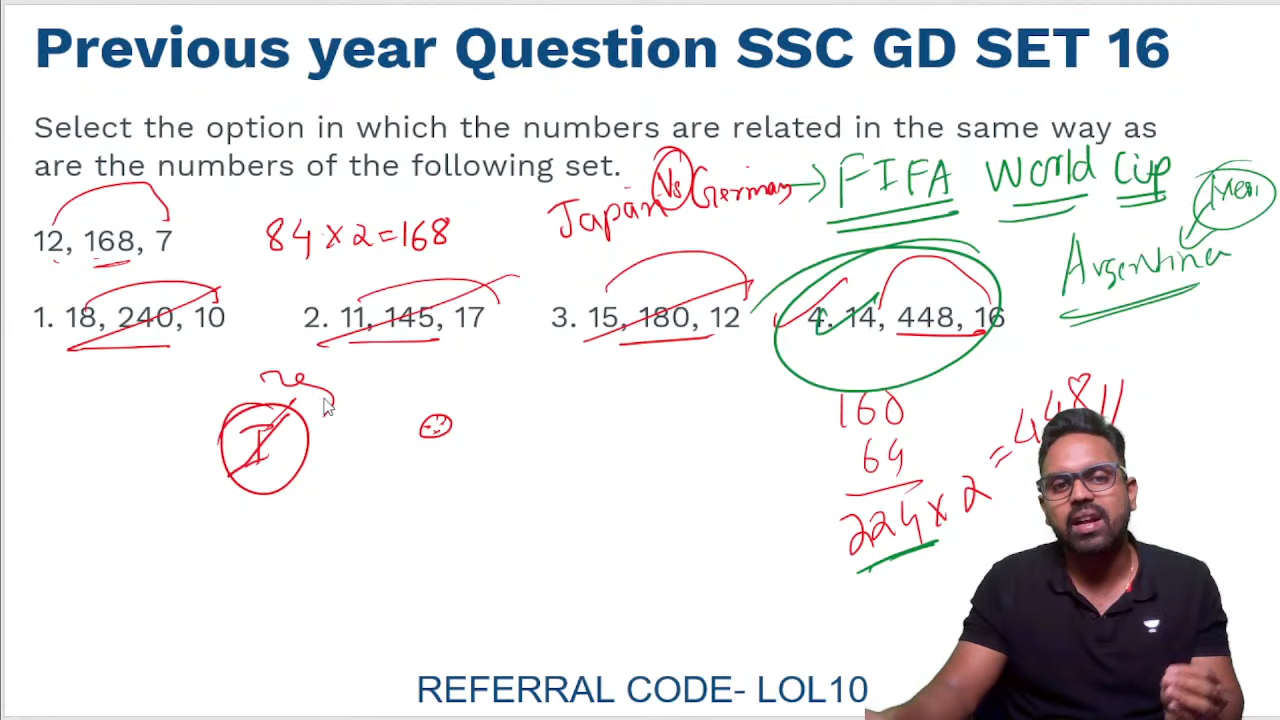 Previous year Question SSC GD SET 16
Select the option in which the numbers are related in the same way as
are the numbers of the following set.
Japan Vs German → FIFA World Cup
Messi
Argentina
12, 168, 7
84 × 2 = 168
1. 18, 240, 10
2. 11, 145, 17
3. 15, 180, 12
4. 14, 448, 16
I
160
64
224 × 2 = 448
REFERRAL CODE- LOL10